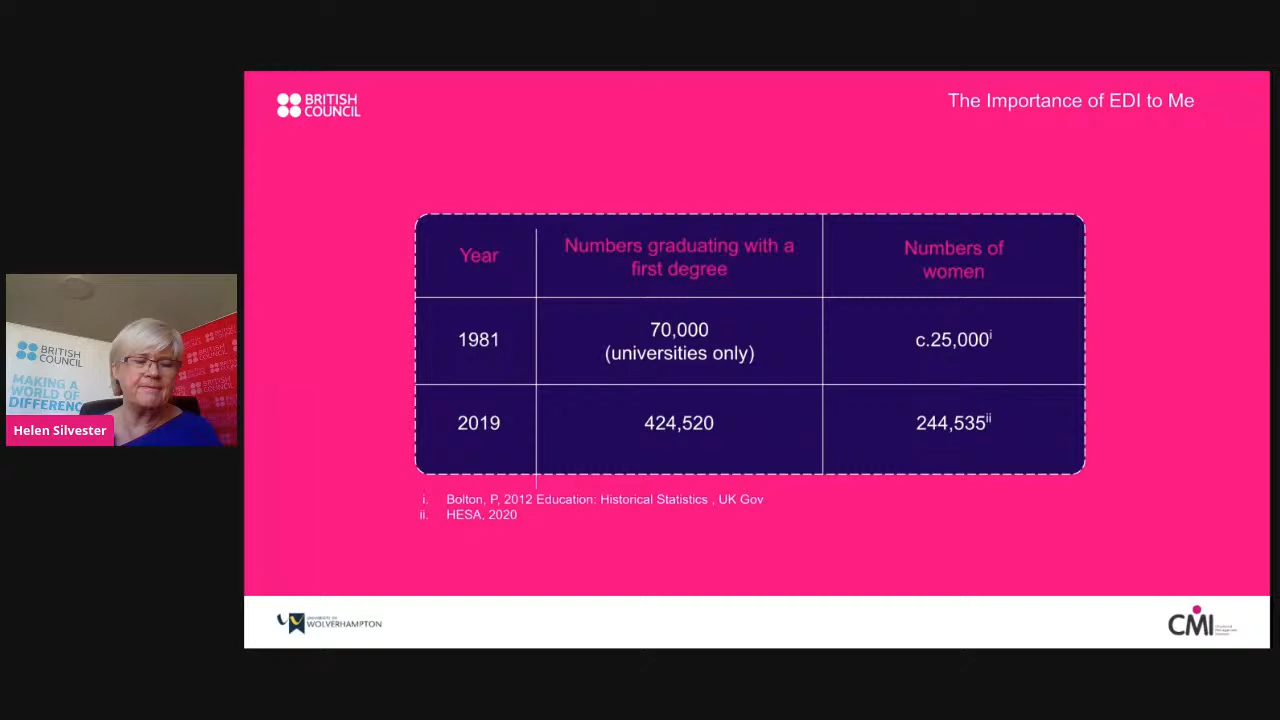 BRITISH
COUNCIL
The Importance of EDI to Me
Year
Numbers graduating with a
first degree
Numbers of
women
1981
70,000
(universities only)
c.25,000ⁱ
2019
424,520
244,535ⁱⁱ
i. Bolton, P, 2012 Education: Historical Statistics , UK Gov
ii. HESA, 2020
BRITISH
COUNCIL
MAKING A
WORLD OF
DIFFERENC
Helen Silvester
UNIVERSITY OF
WOLVERHAMPTON
CMI